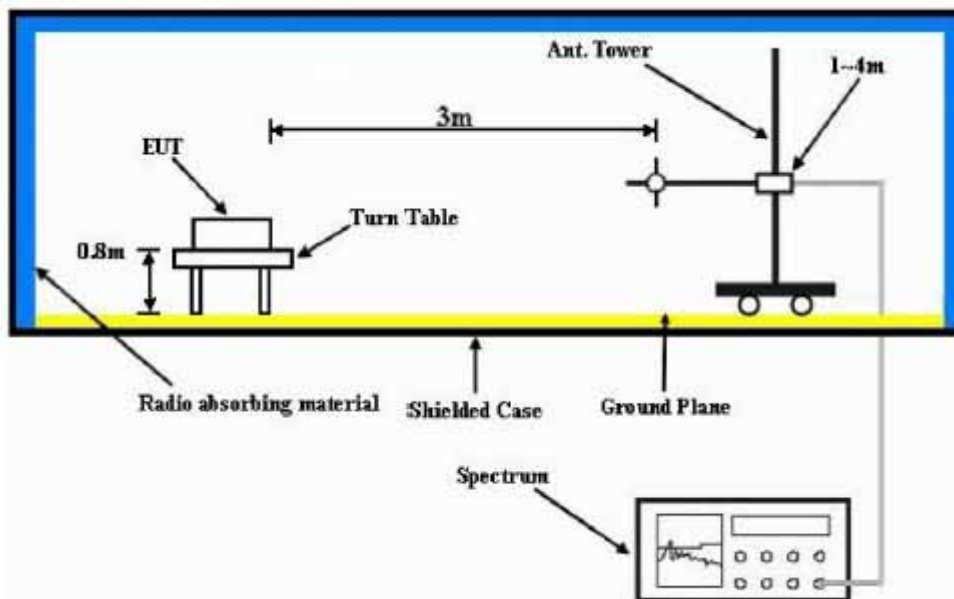 Ant. Tower
1~4m
3m
EUT
Turn Table
0.8m
Radio absorbing material
Shielded Case
Ground Plane
Spectrum